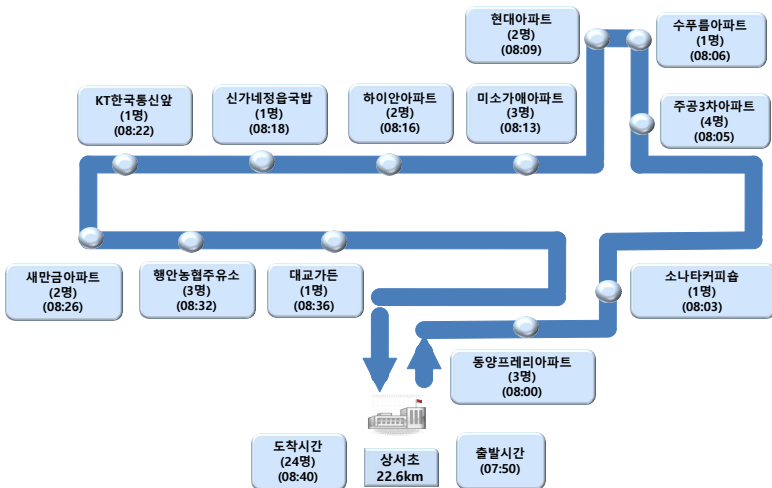 현대아파트
(2명)
(08:09)
수푸름아파트
(1명)
(08:06)
KT한국통신앞
(1명)
(08:22)
신가네정읍국밥
(1명)
(08:18)
하이안아파트
(2명)
(08:16)
미소가애아파트
(3명)
(08:13)
주공3차아파트
(4명)
(08:05)
새만금아파트
(2명)
(08:26)
행안농협주유소
(3명)
(08:32)
대교가든
(1명)
(08:36)
소나타커피숍
(1명)
(08:03)
동양프레리아파트
(3명)
(08:00)
도착시간
(24명)
(08:40)
상서초
22.6km
출발시간
(07:50)